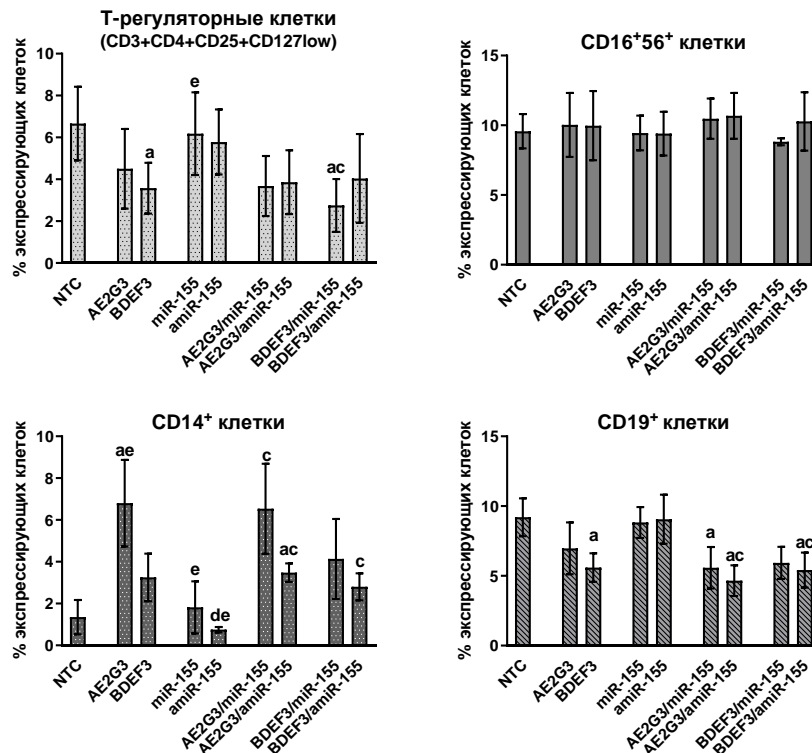 Т-регуляторные клетки
(CD3+CD4+CD25+CD127low)
% экспрессирующих клеток
10
8
6
4
2
0
a
e
ac
NTC
AE2G3
BDEF3
miR-155
amiR-155
AE2G3/miR-155
AE2G3/amiR-155
BDEF3/miR-155
BDEF3/amiR-155
CD16⁺56⁺ клетки
% экспрессирующих клеток
15
10
5
0
NTC
AE2G3
BDEF3
miR-155
amiR-155
AE2G3/miR-155
AE2G3/amiR-155
BDEF3/miR-155
BDEF3/amiR-155
CD14⁺ клетки
% экспрессирующих клеток
10
8
6
4
2
0
ae
e
de
c
ac
c
NTC
AE2G3
BDEF3
miR-155
amiR-155
AE2G3/miR-155
AE2G3/amiR-155
BDEF3/miR-155
BDEF3/amiR-155
CD19⁺ клетки
% экспрессирующих клеток
15
10
5
0
a
a
ac
ac
NTC
AE2G3
BDEF3
miR-155
amiR-155
AE2G3/miR-155
AE2G3/amiR-155
BDEF3/miR-155
BDEF3/amiR-155